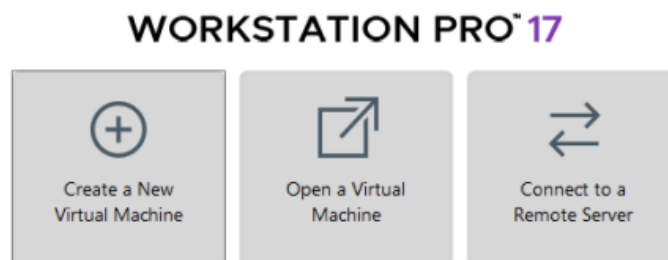 WORKSTATION PRO™ 17
Create a New
Virtual Machine
Open a Virtual
Machine
Connect to a
Remote Server